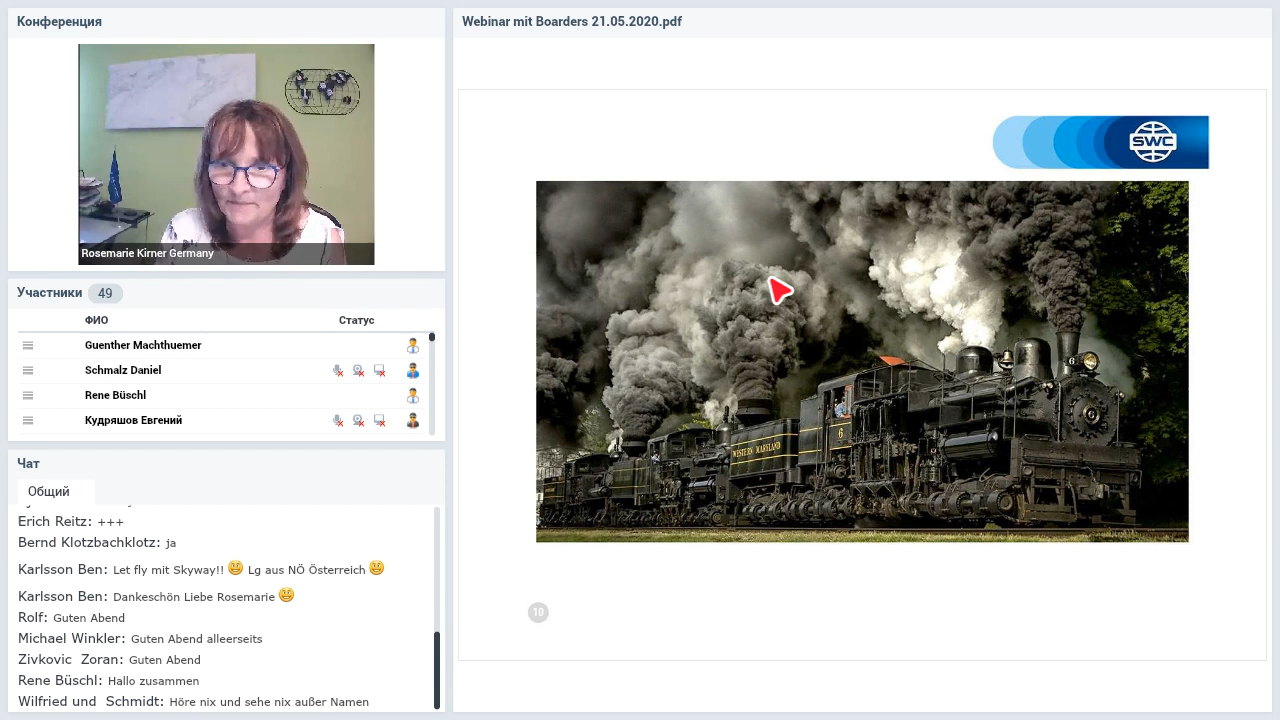 Конференция
Rosemarie Kirner Germany
Участники 49
ФИО Статус
Guenther Machthuemer
Schmalz Daniel
Rene Büschl
Кудряшов Евгений
Чат
Общий
Erich Reitz: +++
Bernd Klotzbachklotz: ja
Karlsson Ben: Let fly mit Skyway!! Lg aus NÖ Österreich
Karlsson Ben: Dankeschön Liebe Rosemarie
Rolf: Guten Abend
Michael Winkler: Guten Abend alleerseits
Zivkovic Zoran: Guten Abend
Rene Büschl: Hallo zusammen
Wilfried und Schmidt: Höre nix und sehe nix außer Namen
Webinar mit Boarders 21.05.2020.pdf
SWC
6
6
WESTERN MARYLAND
10